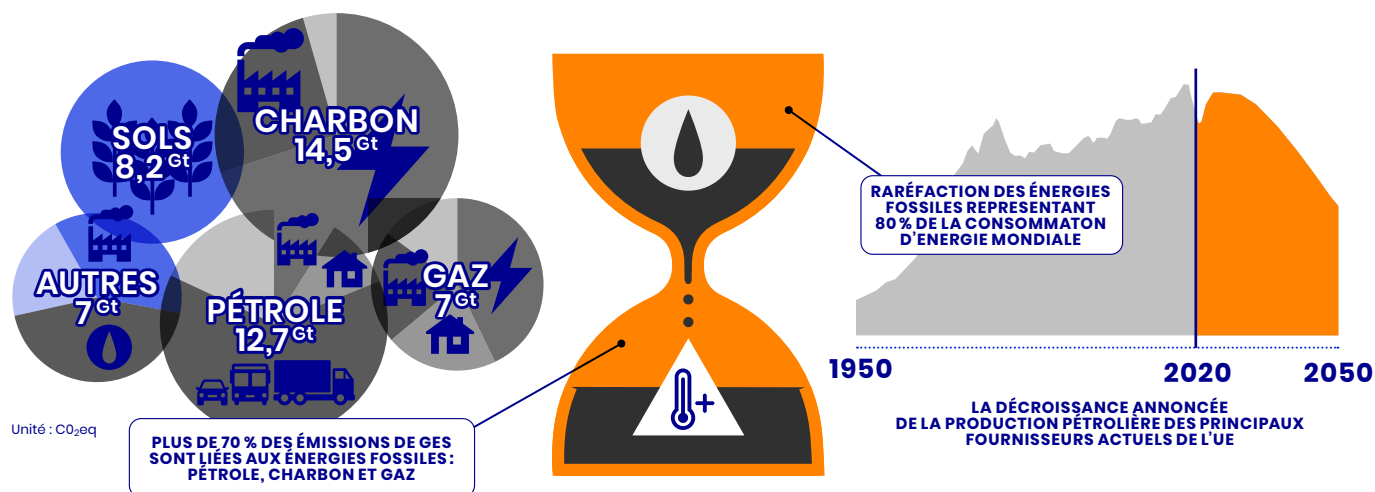 SOLS
8,2 Gt
CHARBON
14,5 Gt
AUTRES
7 Gt
PÉTROLE
12,7 Gt
GAZ
7 Gt
Unité : C0₂eq
PLUS DE 70 % DES ÉMISSIONS DE GES
SONT LIÉES AUX ÉNERGIES FOSSILES :
PÉTROLE, CHARBON ET GAZ
RARÉFACTION DES ÉNERGIES
FOSSILES REPRESENTANT
80 % DE LA CONSOMMATON
D’ENERGIE MONDIALE
1950
2020
2050
LA DÉCROISSANCE ANNONCÉE
DE LA PRODUCTION PÉTROLIÈRE DES PRINCIPAUX
FOURNISSEURS ACTUELS DE L’UE